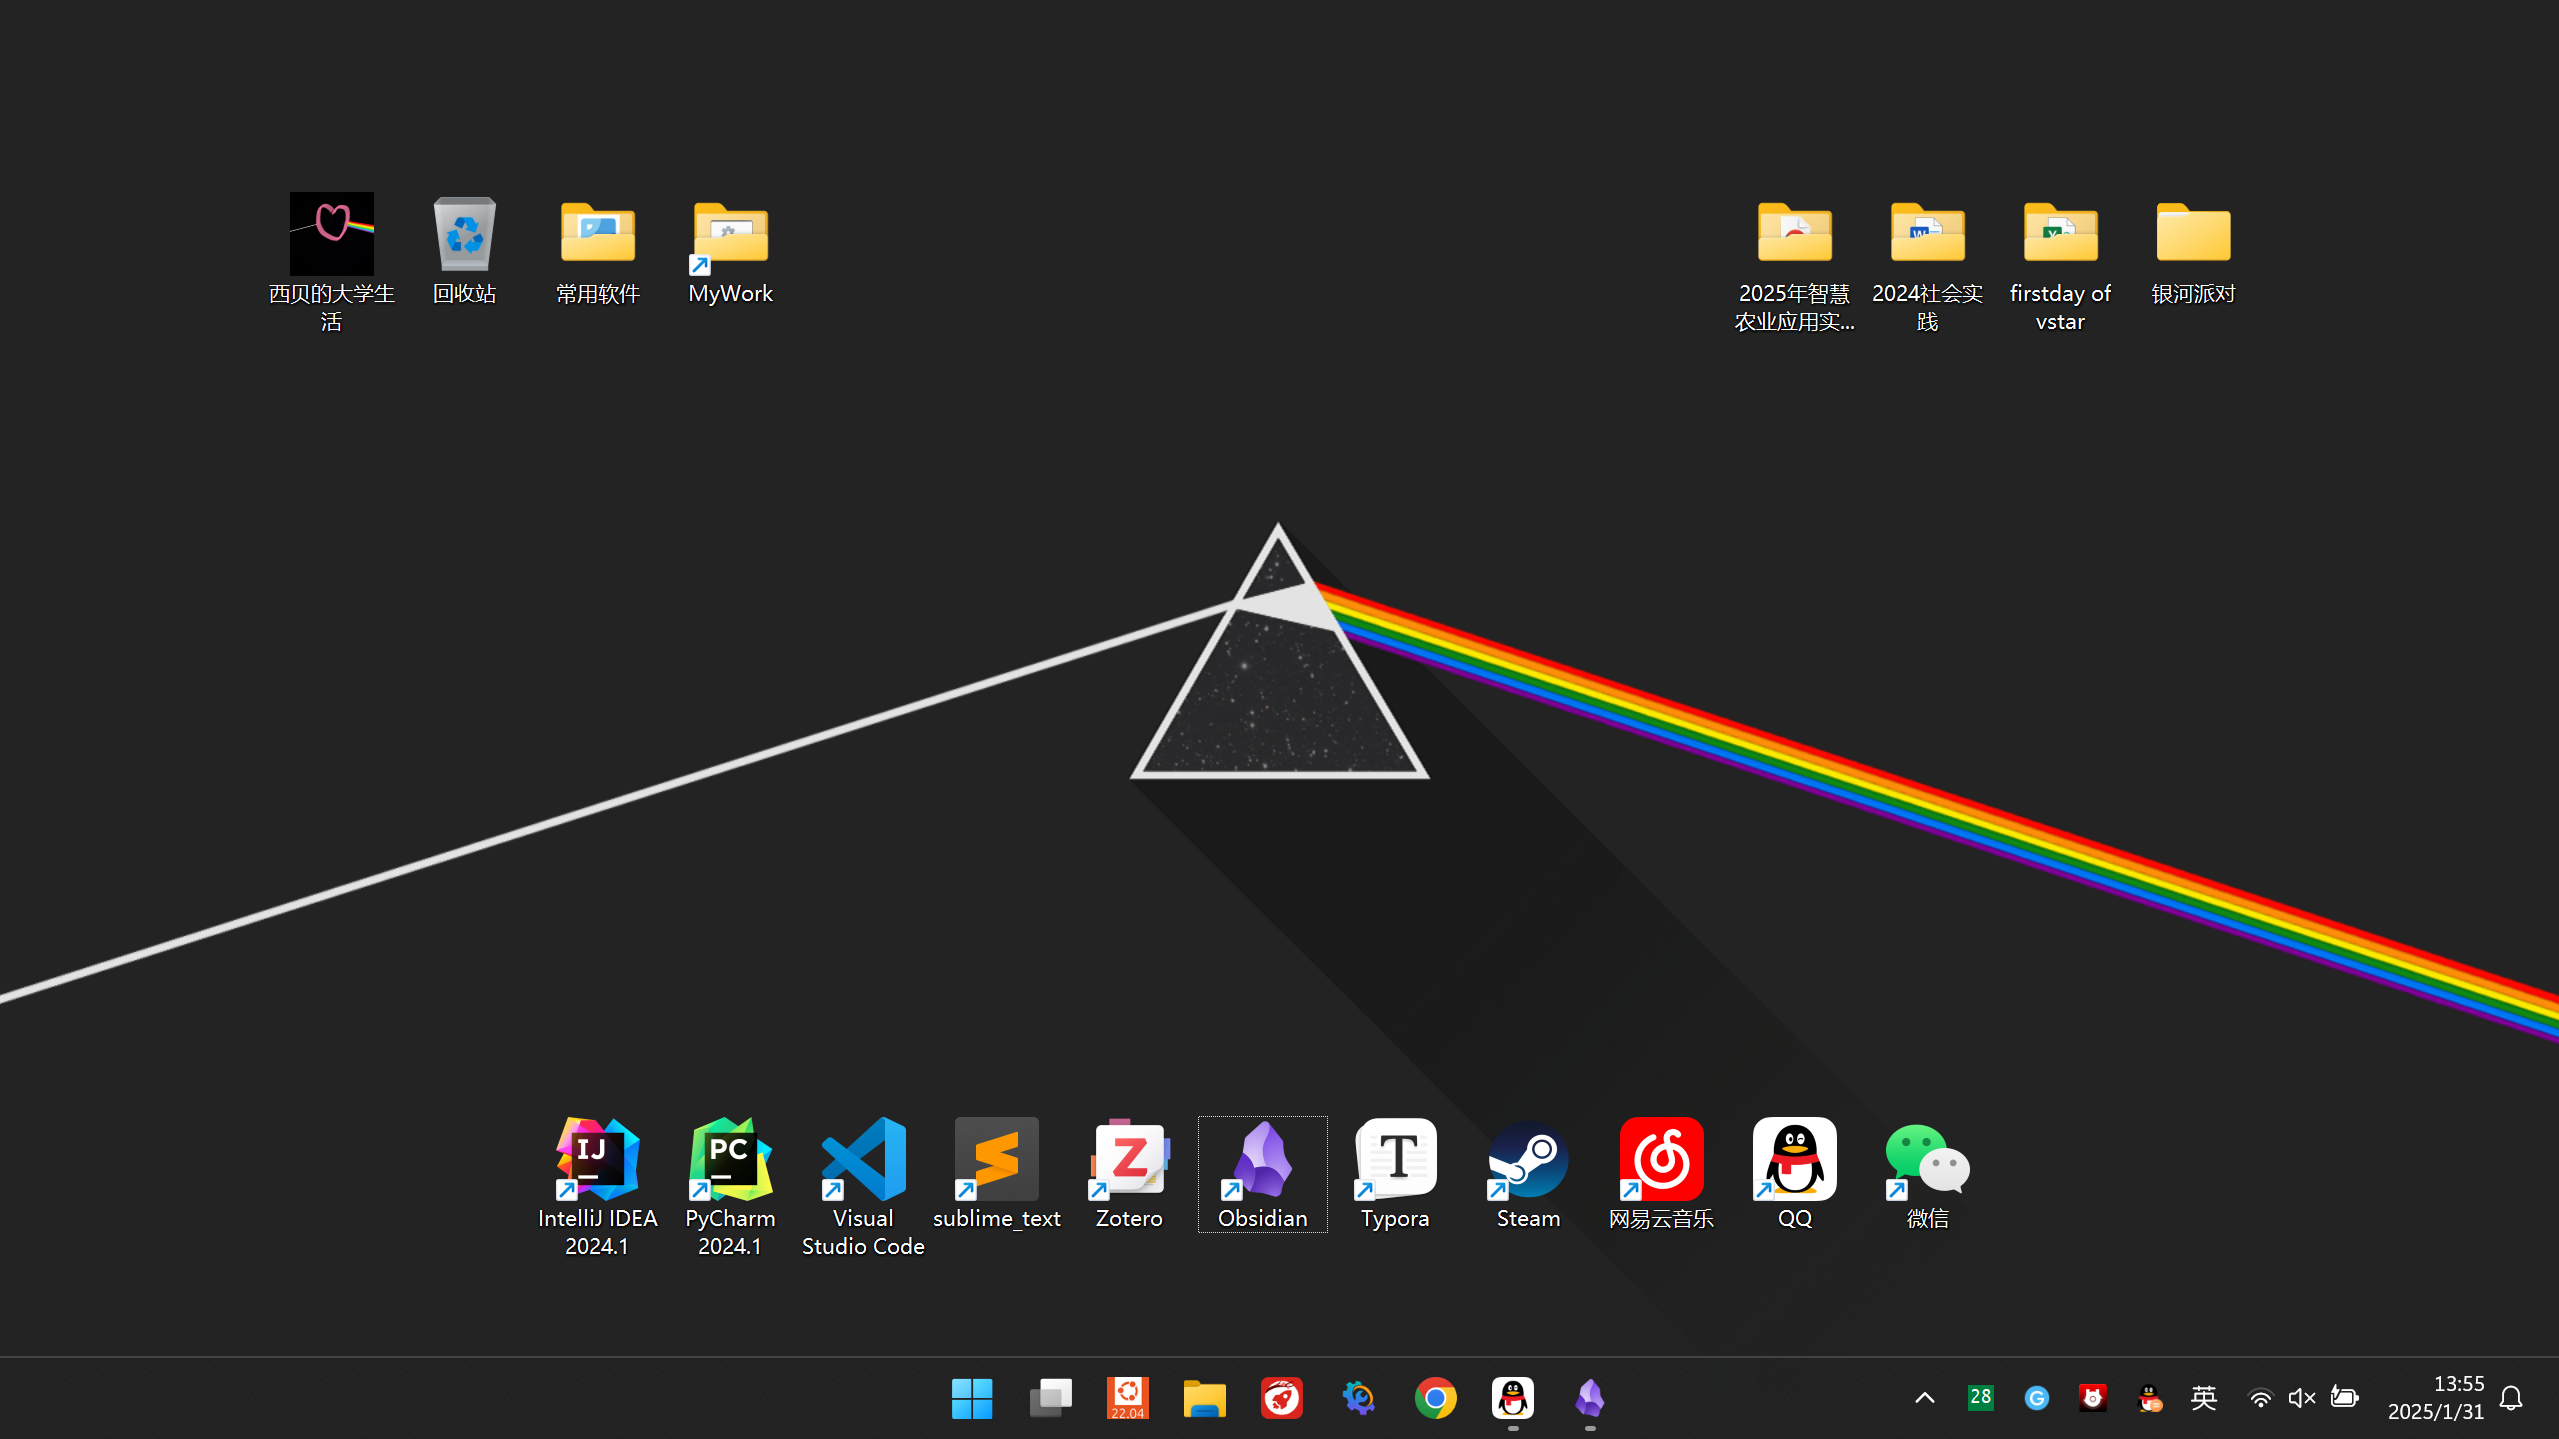 西贝的大学生
活
回收站
常用软件
MyWork
2025年智慧
农业应用实...
2024社会实
践
firstday of
vstar
银河派对
IJ
IntelliJ IDEA
2024.1
PC
PyCharm
2024.1
Visual
Studio Code
sublime_text
Z
Zotero
Obsidian
T
Typora
Steam
网易云音乐
QQ
微信
22.04
28
G
英
13:55
2025/1/31